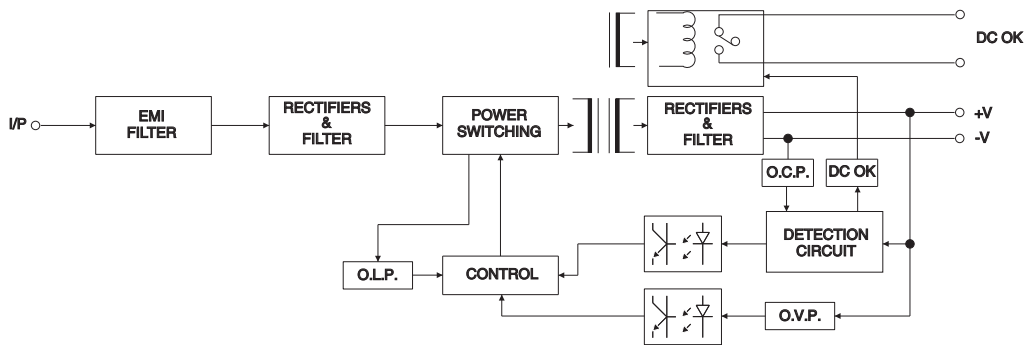 DC OK
I/P
EMI
FILTER
RECTIFIERS
&
FILTER
POWER
SWITCHING
RECTIFIERS
&
FILTER
+V
-V
O.C.P.
DC OK
DETECTION
CIRCUIT
O.L.P.
CONTROL
O.V.P.